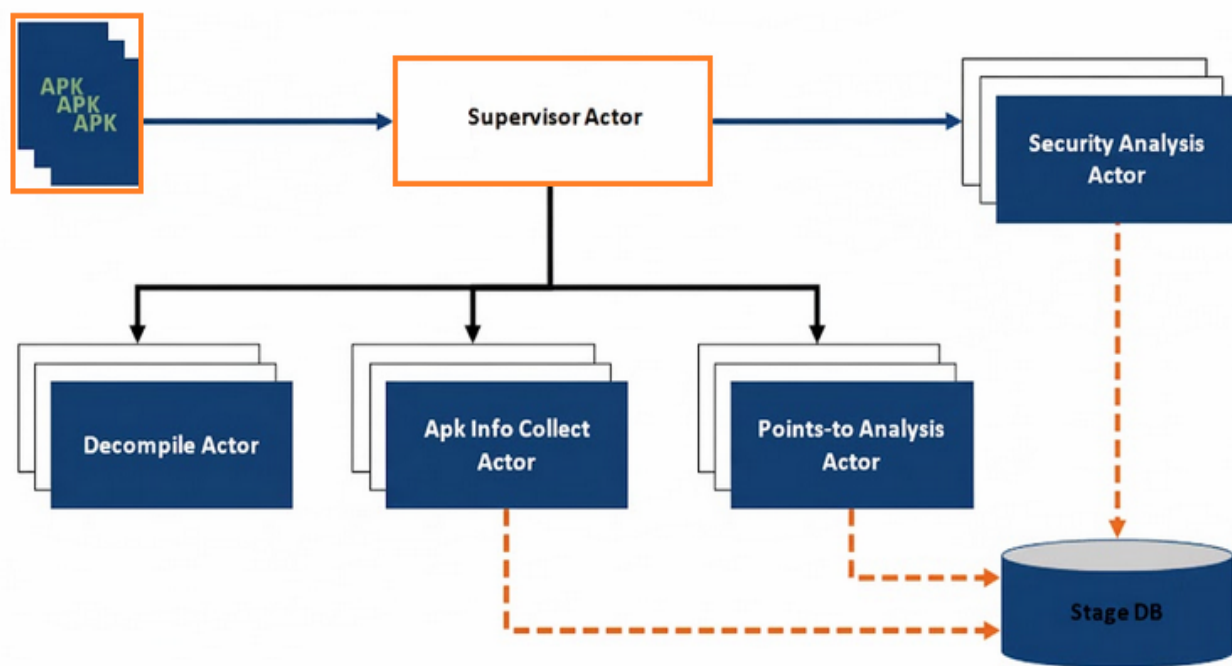 APK
APK
APK
Supervisor Actor
Security Analysis
Actor
Decompile Actor
Apk Info Collect
Actor
Points-to Analysis
Actor
Stage DB